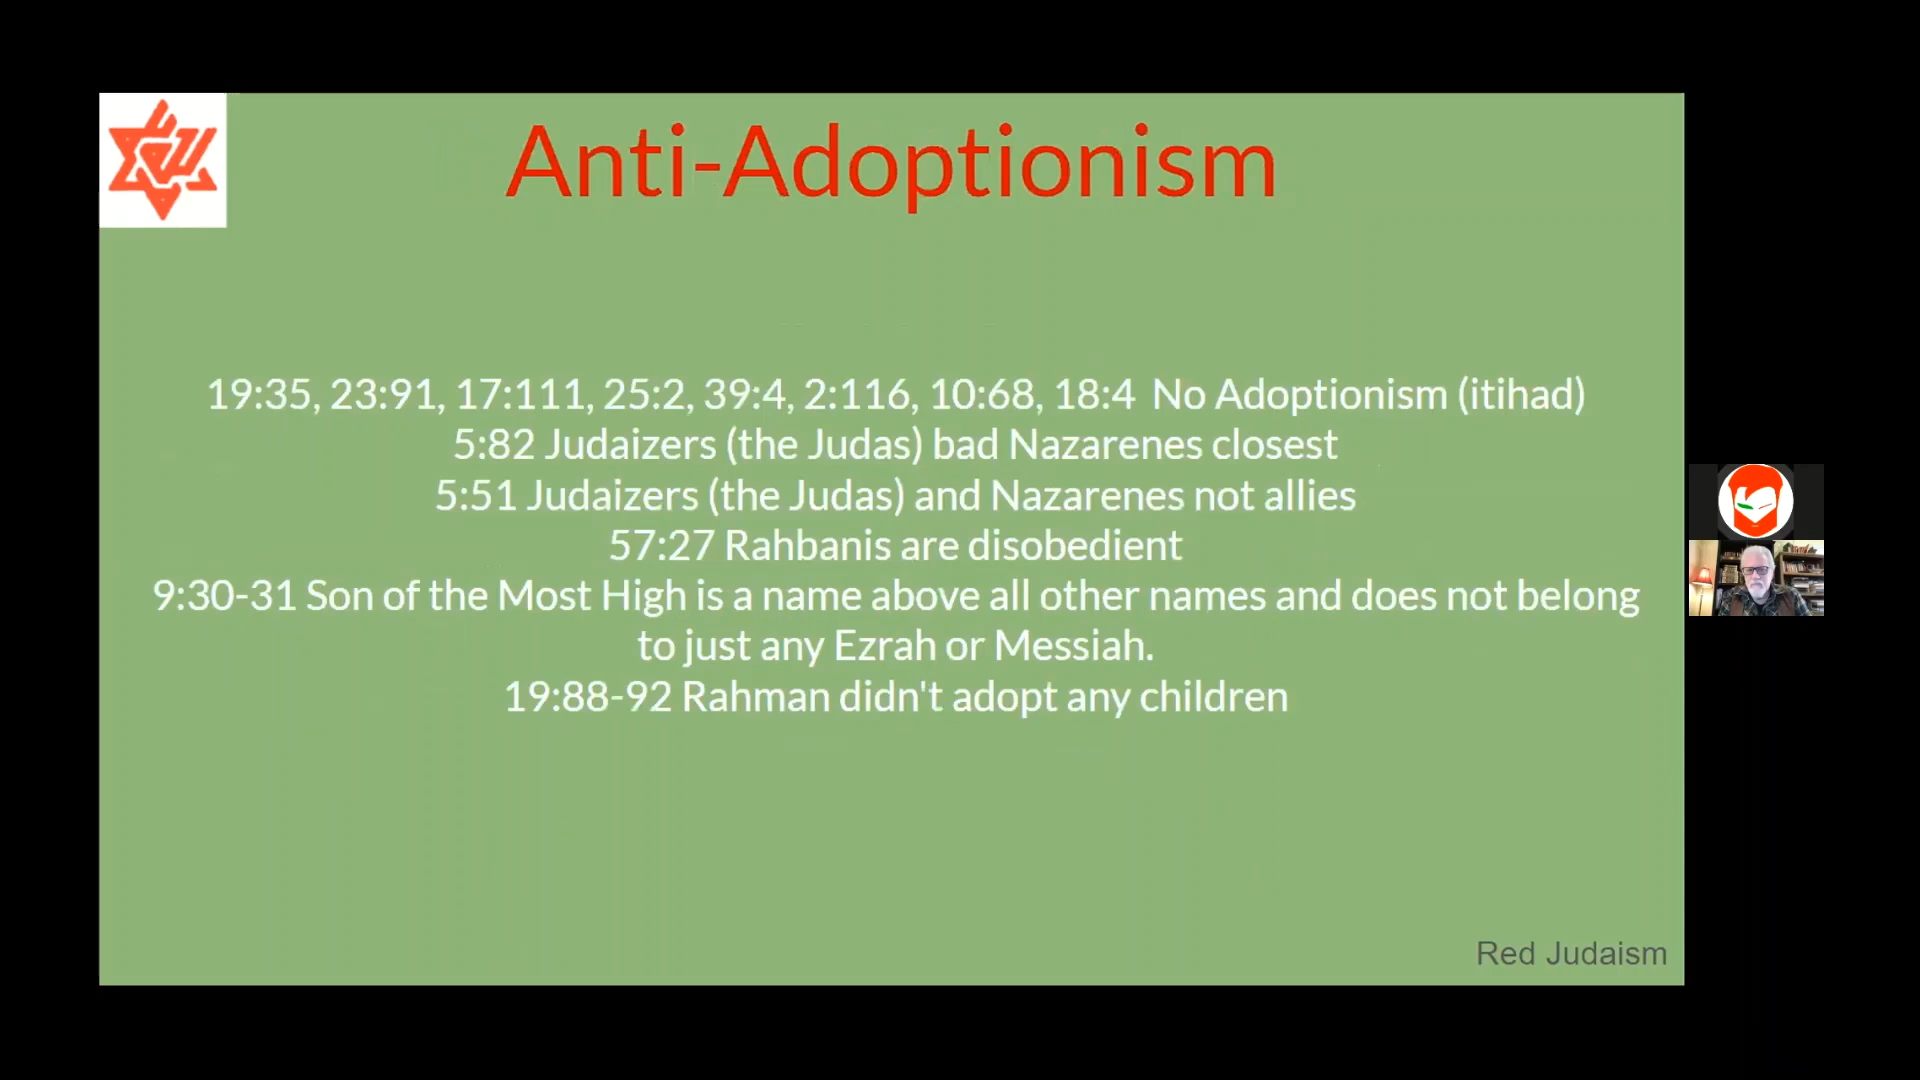 Anti-Adoptionism
19:35, 23:91, 17:111, 25:2, 39:4, 2:116, 10:68, 18:4 No Adoptionism (itihad)
5:82 Judaizers (the Judas) bad Nazarenes closest
5:51 Judaizers (the Judas) and Nazarenes not allies
57:27 Rahbanis are disobedient
9:30-31 Son of the Most High is a name above all other names and does not belong
to just any Ezrah or Messiah.
19:88-92 Rahman didn't adopt any children
Red Judaism